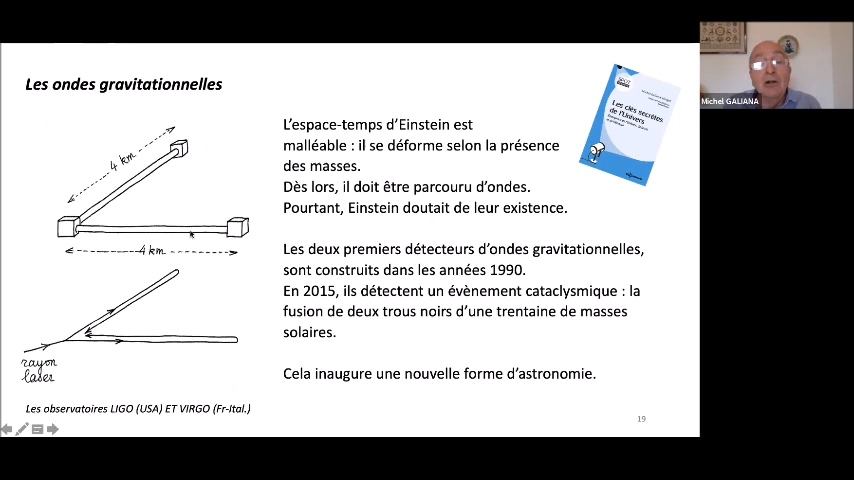 Les ondes gravitationnelles
4 km
4 km
rayon
laser
Les observatoires LIGO (USA) ET VIRGO (Fr-Ital.)
L’espace-temps d’Einstein est
malléable : il se déforme selon la présence
des masses.
Dès lors, il doit être parcouru d’ondes.
Pourtant, Einstein doutait de leur existence.
Les deux premiers détecteurs d’ondes gravitationnelles,
sont construits dans les années 1990.
En 2015, ils détectent un évènement cataclysmique : la
fusion de deux trous noirs d’une trentaine de masses
solaires.
Cela inaugure une nouvelle forme d’astronomie.
19
Les clés secrètes
de l'Univers
Michel GALIANA